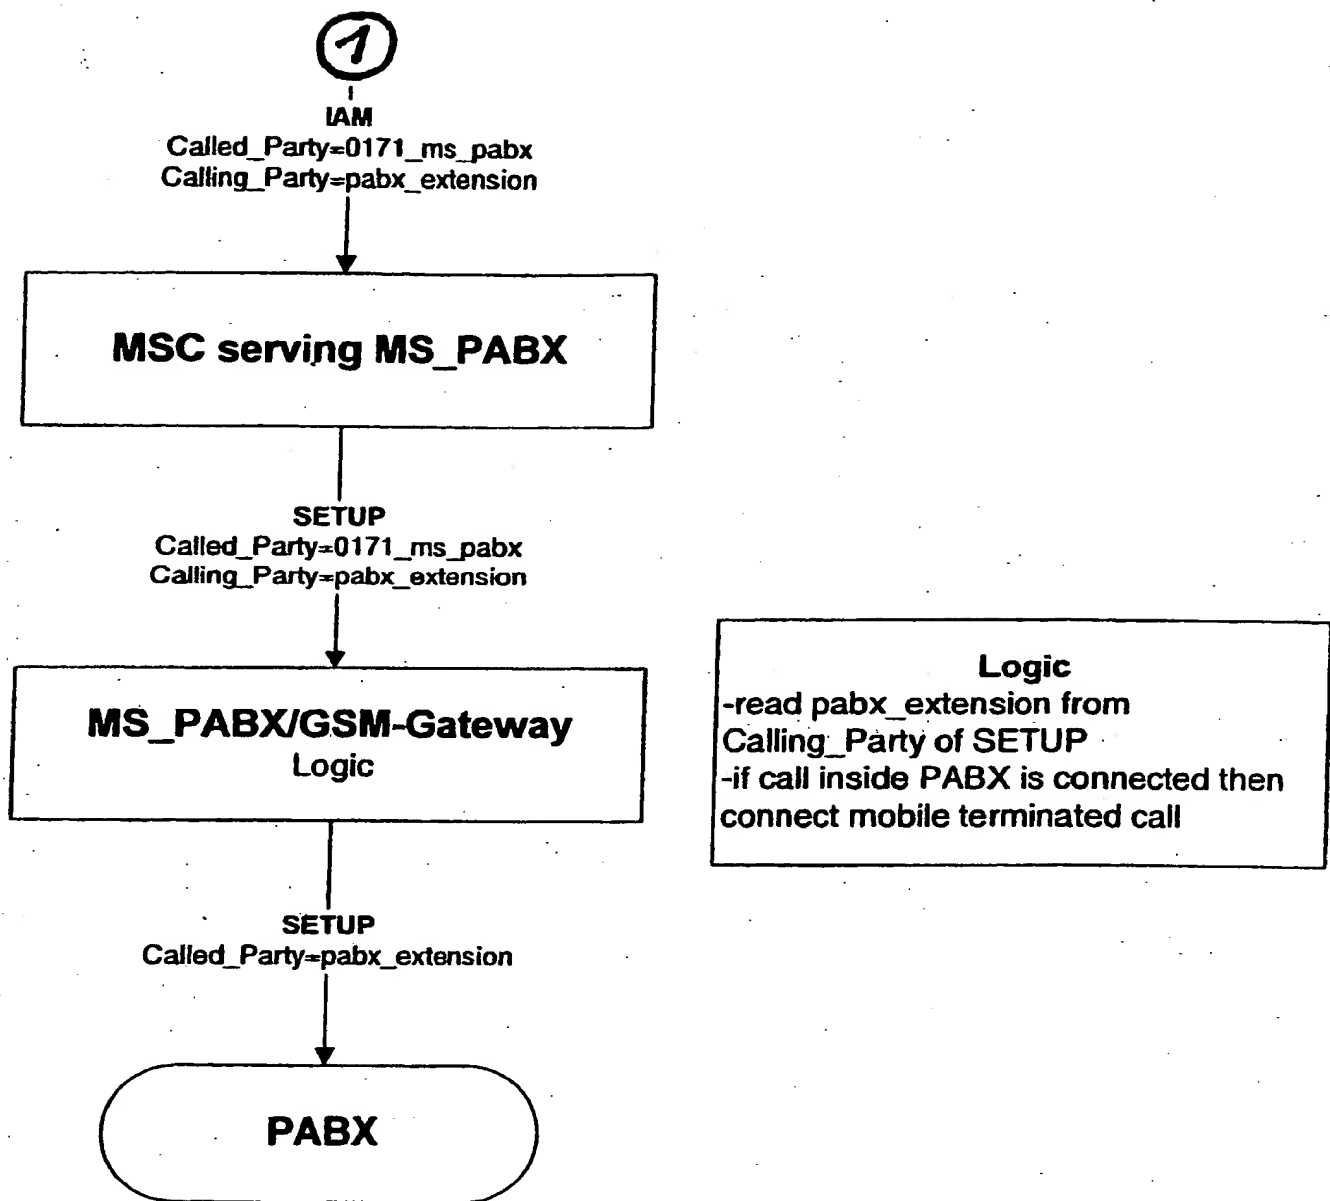 1
IAM
Called_Party=0171_ms_pabx
Calling_Party=pabx_extension
MSC serving MS_PABX
SETUP
Called_Party=0171_ms_pabx
Calling_Party=pabx_extension
MS_PABX/GSM-Gateway
Logic
SETUP
Called_Party=pabx_extension
PABX
Logic
-read pabx_extension from
Calling_Party of SETUP
-if call inside PABX is connected then
connect mobile terminated call